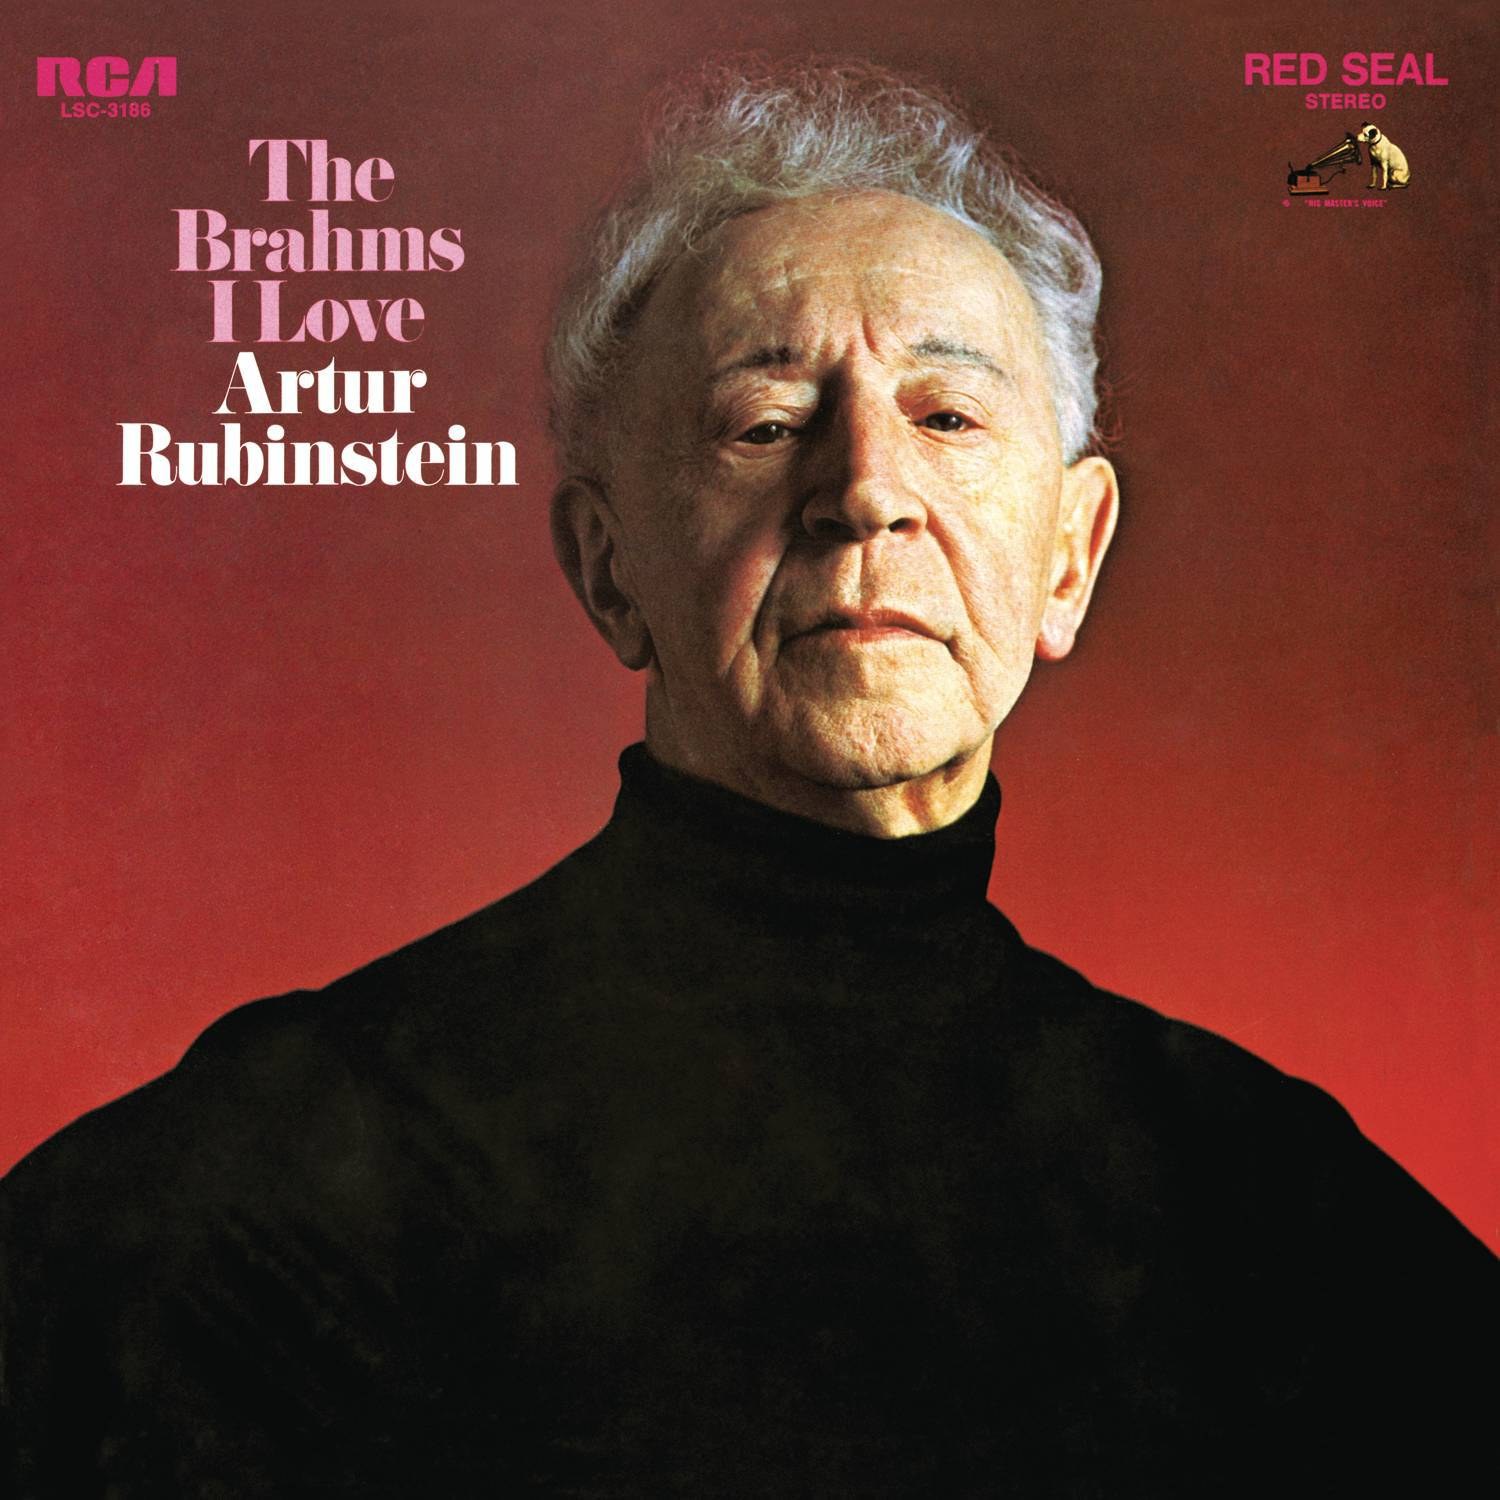 RCA
LSC-3186
RED SEAL
STEREO
"HIS MASTER'S VOICE"
The
Brahms
I Love
Artur
Rubinstein